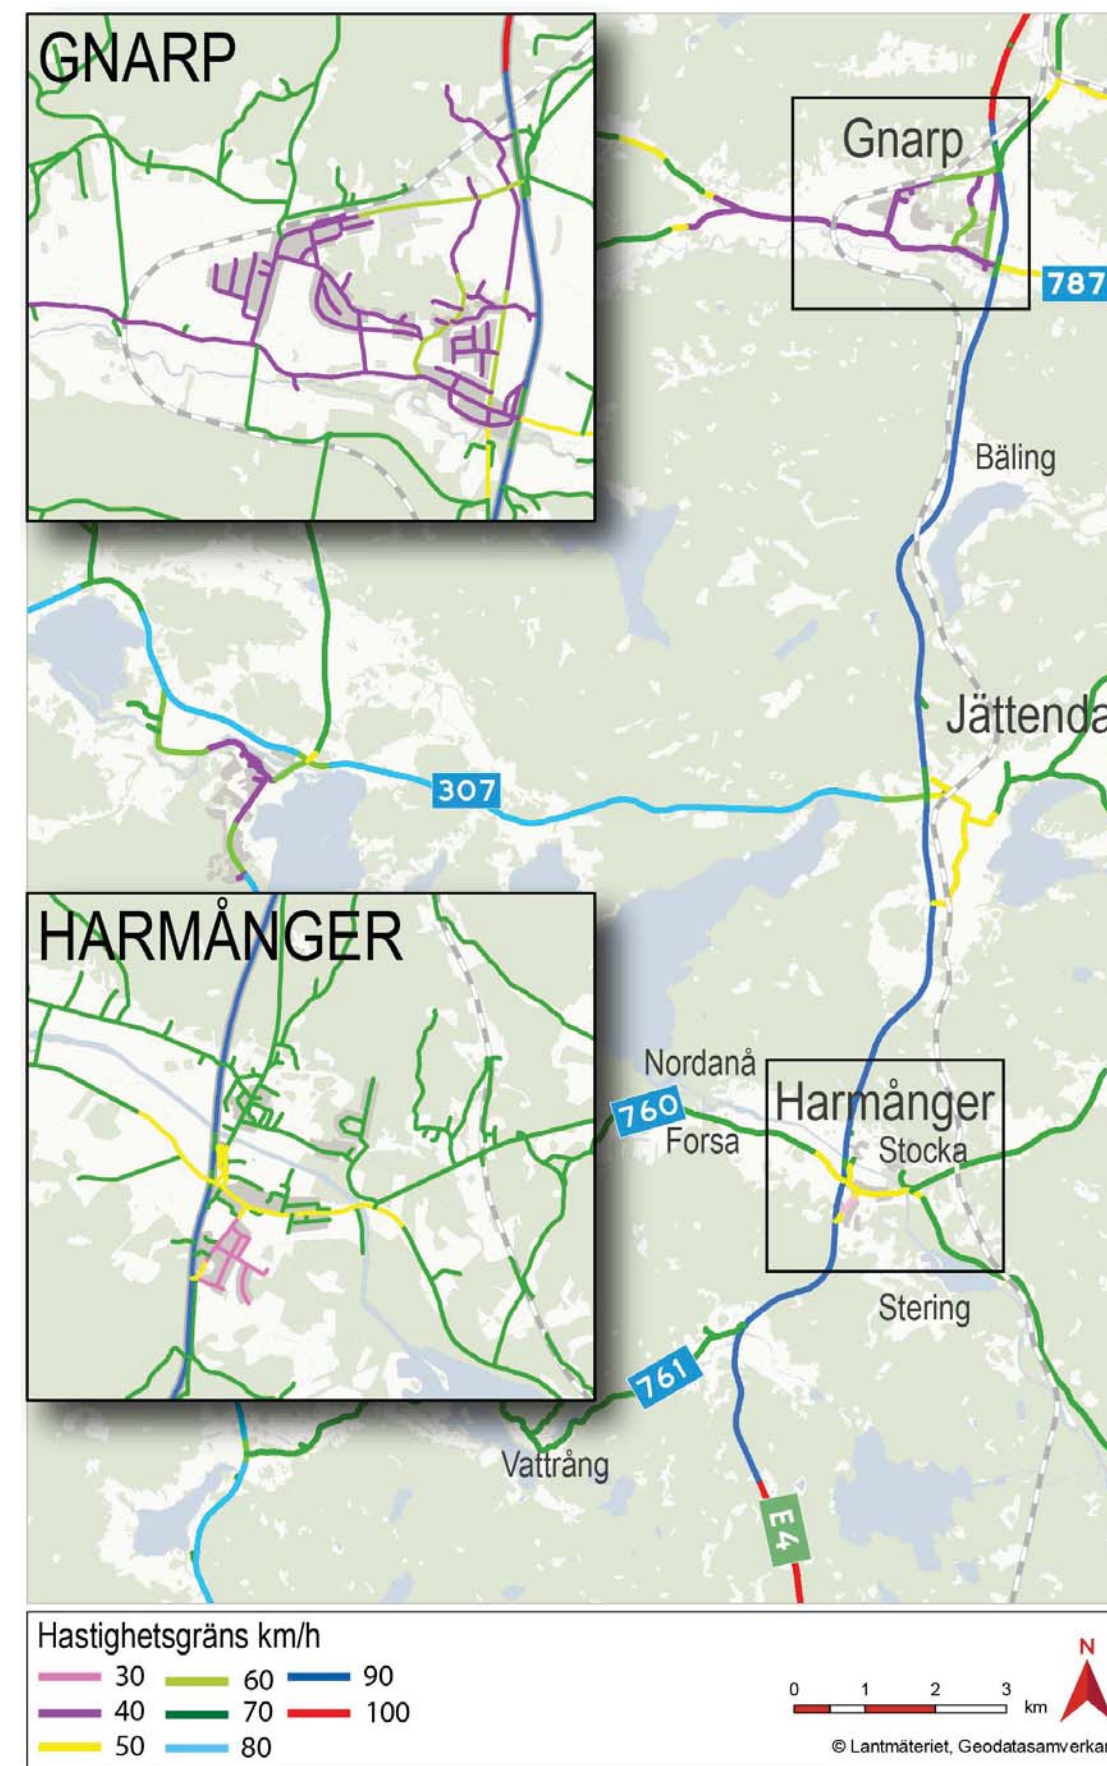 GNARP
Gnarp
787
Bäling
Jättenda
307
HARMÅNGER
Nordanå
760
Harmånger
Forsa
Stocka
Stering
761
Vattrång
E4
Hastighetsgräns km/h
30
60
90
40
70
100
50
80
0 1 2 3
km
N
© Lantmäteriet, Geodatasamverkan